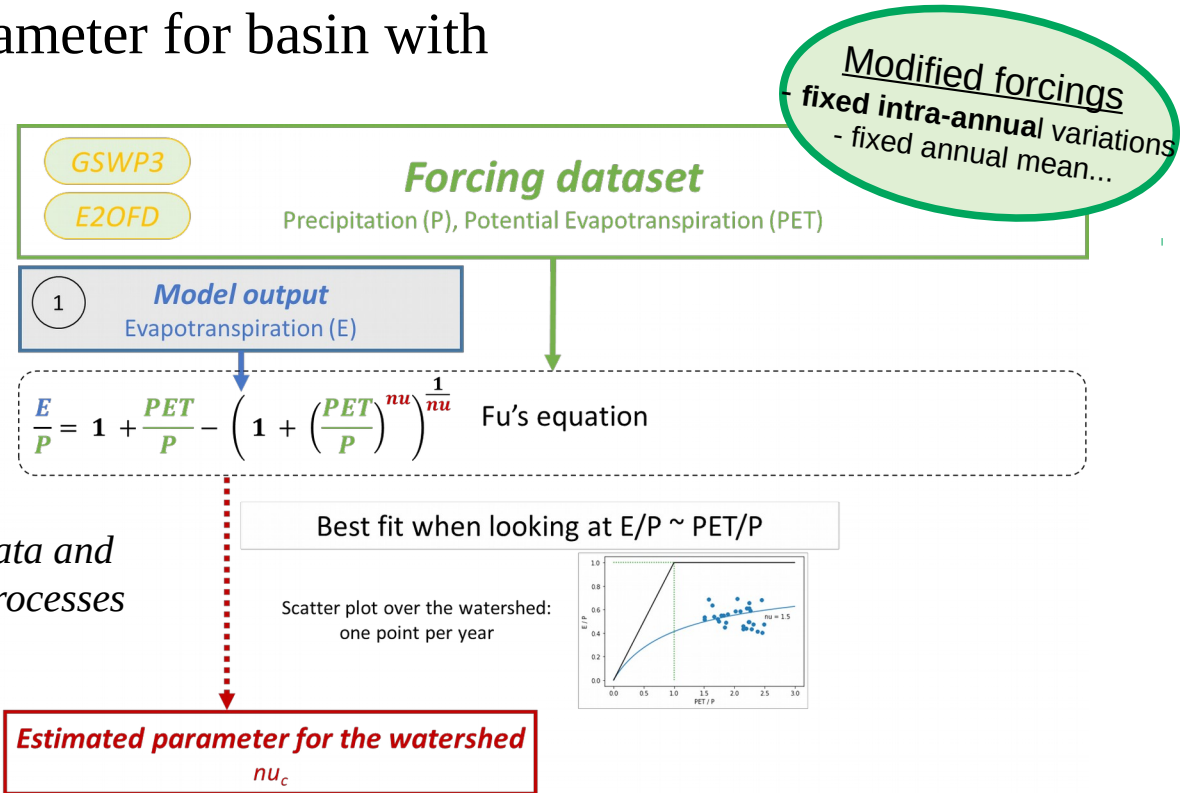 ameter for basin with
Modified forcings
- fixed intra-annual variations
- fixed annual mean...
GSWP3
E2OFD
Forcing dataset
Precipitation (P), Potential Evapotranspiration (PET)
1
Model output
Evapotranspiration (E)
E/P = 1 + PET/P − (1 + (PET/P)^nu)^(1/nu)
Fu's equation
Best fit when looking at E/P ~ PET/P
ata and
rocesses
Scatter plot over the watershed:
one point per year
1.0
0.8
0.6
0.4
0.2
0.0
E / P
nu = 1.5
0.0 0.5 1.0 1.5 2.0 2.5 3.0
PET / P
Estimated parameter for the watershed
nu_c